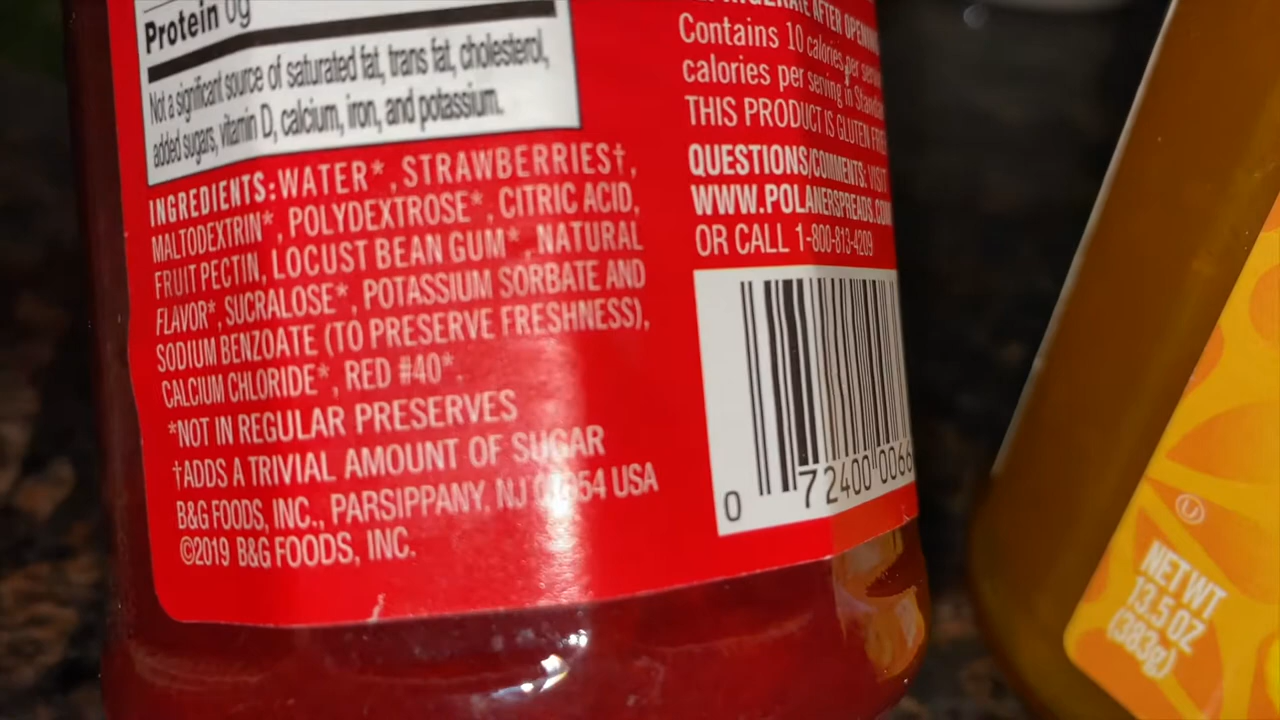 Protein 0g
Not a significant source of saturated fat, trans fat, cholesterol,
added sugars, vitamin D, calcium, iron, and potassium.
INGREDIENTS: WATER*, STRAWBERRIES†,
MALTODEXTRIN*, POLYDEXTROSE*, CITRIC ACID,
FRUIT PECTIN, LOCUST BEAN GUM*, NATURAL
FLAVOR*, SUCRALOSE*, POTASSIUM SORBATE AND
SODIUM BENZOATE (TO PRESERVE FRESHNESS),
CALCIUM CHLORIDE*, RED #40*.
*NOT IN REGULAR PRESERVES
†ADDS A TRIVIAL AMOUNT OF SUGAR
B&G FOODS, INC., PARSIPPANY, NJ 54 USA
©2019 B&G FOODS, INC.
AFTER OPENING
Contains 10 calories per
calories per serving in
THIS PRODUCT IS GLUTEN
QUESTIONS/COMMENTS: VISIT
WWW.POLANERSPREADS.COM
OR CALL 1-800-813-4209
0 72400 0066
U
NET WT
13.5 OZ
(383g)